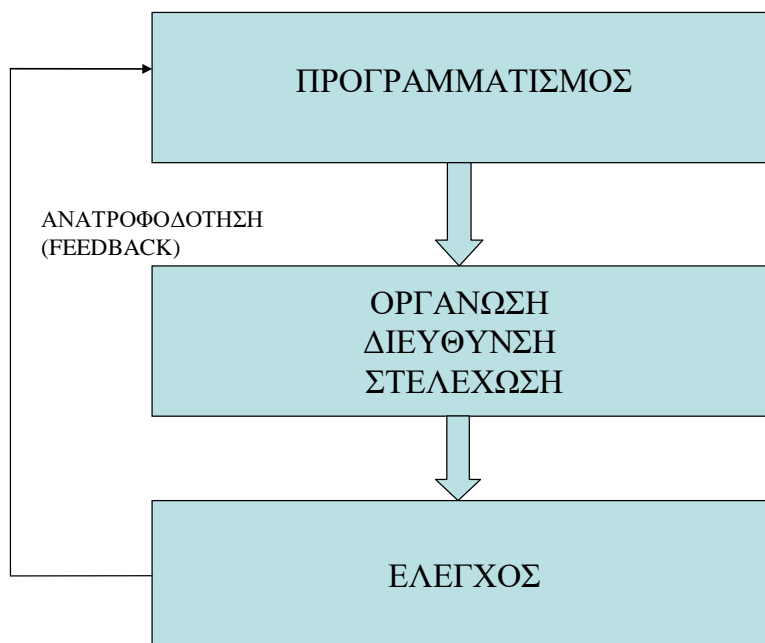 ΠΡΟΓΡΑΜΜΑΤΙΣΜΟΣ
ΑΝΑΤΡΟΦΟΔΟΤΗΣΗ
(FEEDBACK)
ΟΡΓΑΝΩΣΗ
ΔΙΕΥΘΥΝΣΗ
ΣΤΕΛΕΧΩΣΗ
ΕΛΕΓΧΟΣ